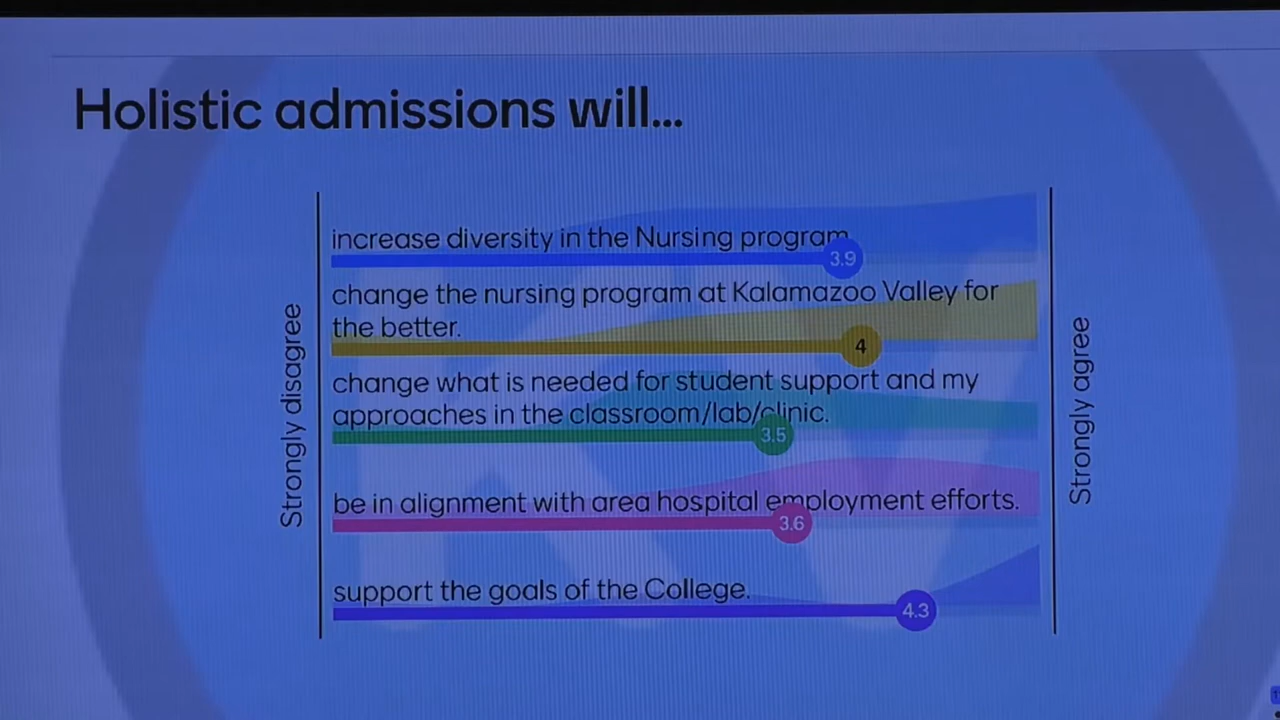 Holistic admissions will...
increase diversity in the Nursing program
3.9
change the nursing program at Kalamazoo Valley for
the better.
4
change what is needed for student support and my
approaches in the classroom/lab/clinic.
3.5
be in alignment with area hospital employment efforts.
3.6
support the goals of the College.
4.3
Strongly disagree
Strongly agree